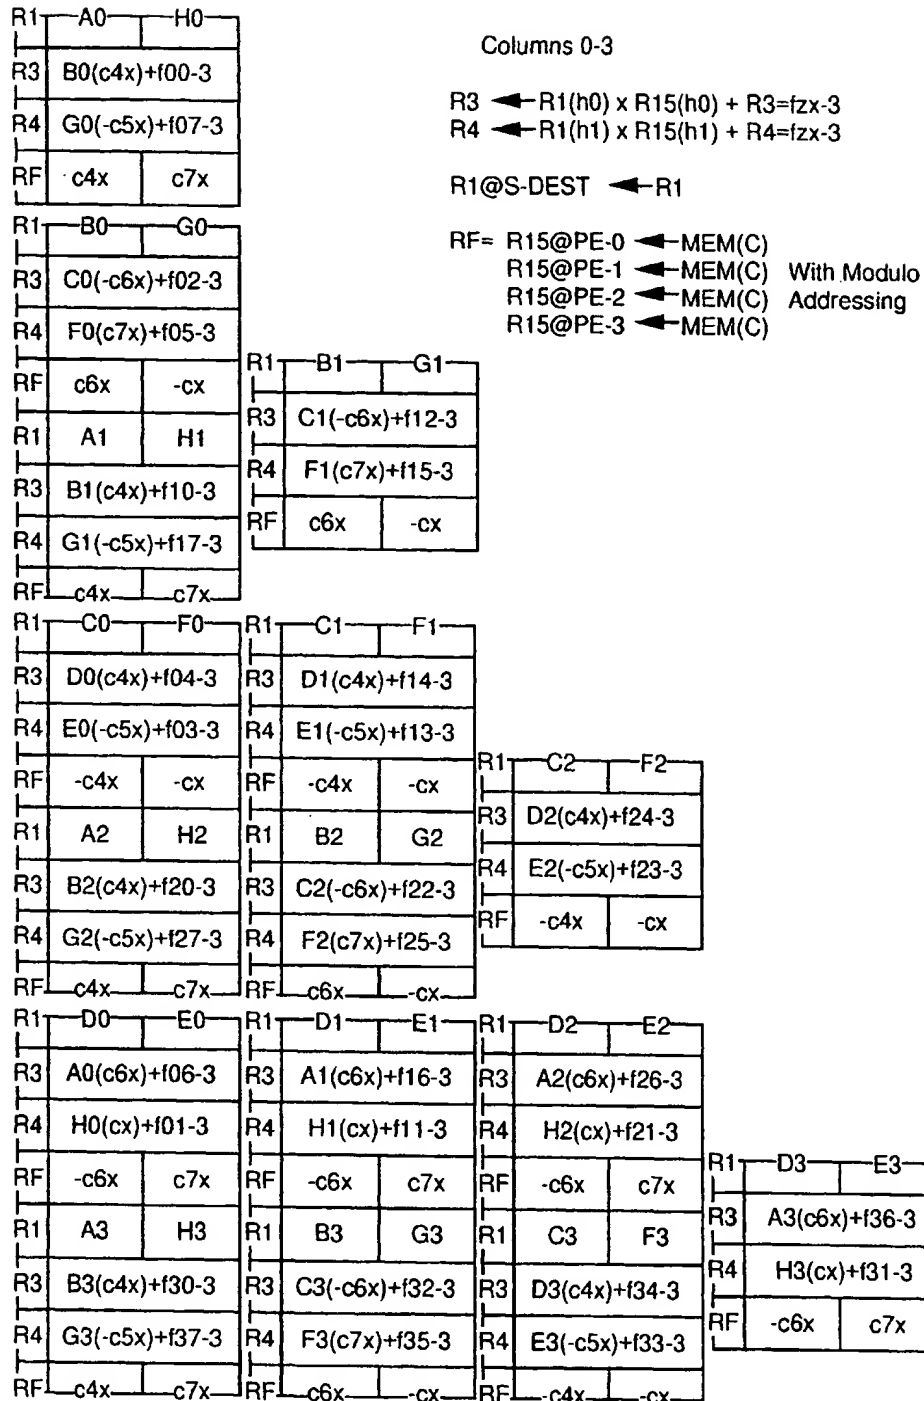 Columns 0-3
R3 ← R1(h0) x R15(h0) + R3=fzx-3
R4 ← R1(h1) x R15(h1) + R4=fzx-3
R1@S-DEST ← R1
RF= R15@PE-0 ← MEM(C)
R15@PE-1 ← MEM(C) With Modulo
R15@PE-2 ← MEM(C) Addressing
R15@PE-3 ← MEM(C)
R1 A0 H0
R3 B0(c4x)+f00-3
R4 G0(-c5x)+f07-3
RF c4x c7x
R1 B0 G0
R3 C0(-c6x)+f02-3
R4 F0(c7x)+f05-3
RF c6x -cx
R1 A1 H1
R3 B1(c4x)+f10-3
R4 G1(-c5x)+f17-3
RF c4x c7x
R1 B1 G1
R3 C1(-c6x)+f12-3
R4 F1(c7x)+f15-3
RF c6x -cx
R1 C0 F0
R3 D0(c4x)+f04-3
R4 E0(-c5x)+f03-3
RF -c4x -cx
R1 A2 H2
R3 B2(c4x)+f20-3
R4 G2(-c5x)+f27-3
RF c4x c7x
R1 C1 F1
R3 D1(c4x)+f14-3
R4 E1(-c5x)+f13-3
RF -c4x -cx
R1 B2 G2
R3 C2(-c6x)+f22-3
R4 F2(c7x)+f25-3
RF c6x -cx
R1 C2 F2
R3 D2(c4x)+f24-3
R4 E2(-c5x)+f23-3
RF -c4x -cx
R1 D0 E0
R3 A0(c6x)+f06-3
R4 H0(cx)+f01-3
RF -c6x c7x
R1 A3 H3
R3 B3(c4x)+f30-3
R4 G3(-c5x)+f37-3
RF c4x c7x
R1 D1 E1
R3 A1(c6x)+f16-3
R4 H1(cx)+f11-3
RF -c6x c7x
R1 B3 G3
R3 C3(-c6x)+f32-3
R4 F3(c7x)+f35-3
RF c6x -cx
R1 D2 E2
R3 A2(c6x)+f26-3
R4 H2(cx)+f21-3
RF -c6x c7x
R1 C3 F3
R3 D3(c4x)+f34-3
R4 E3(-c5x)+f33-3
RF -c4x -cx
R1 D3 E3
R3 A3(c6x)+f36-3
R4 H3(cx)+f31-3
RF -c6x c7x